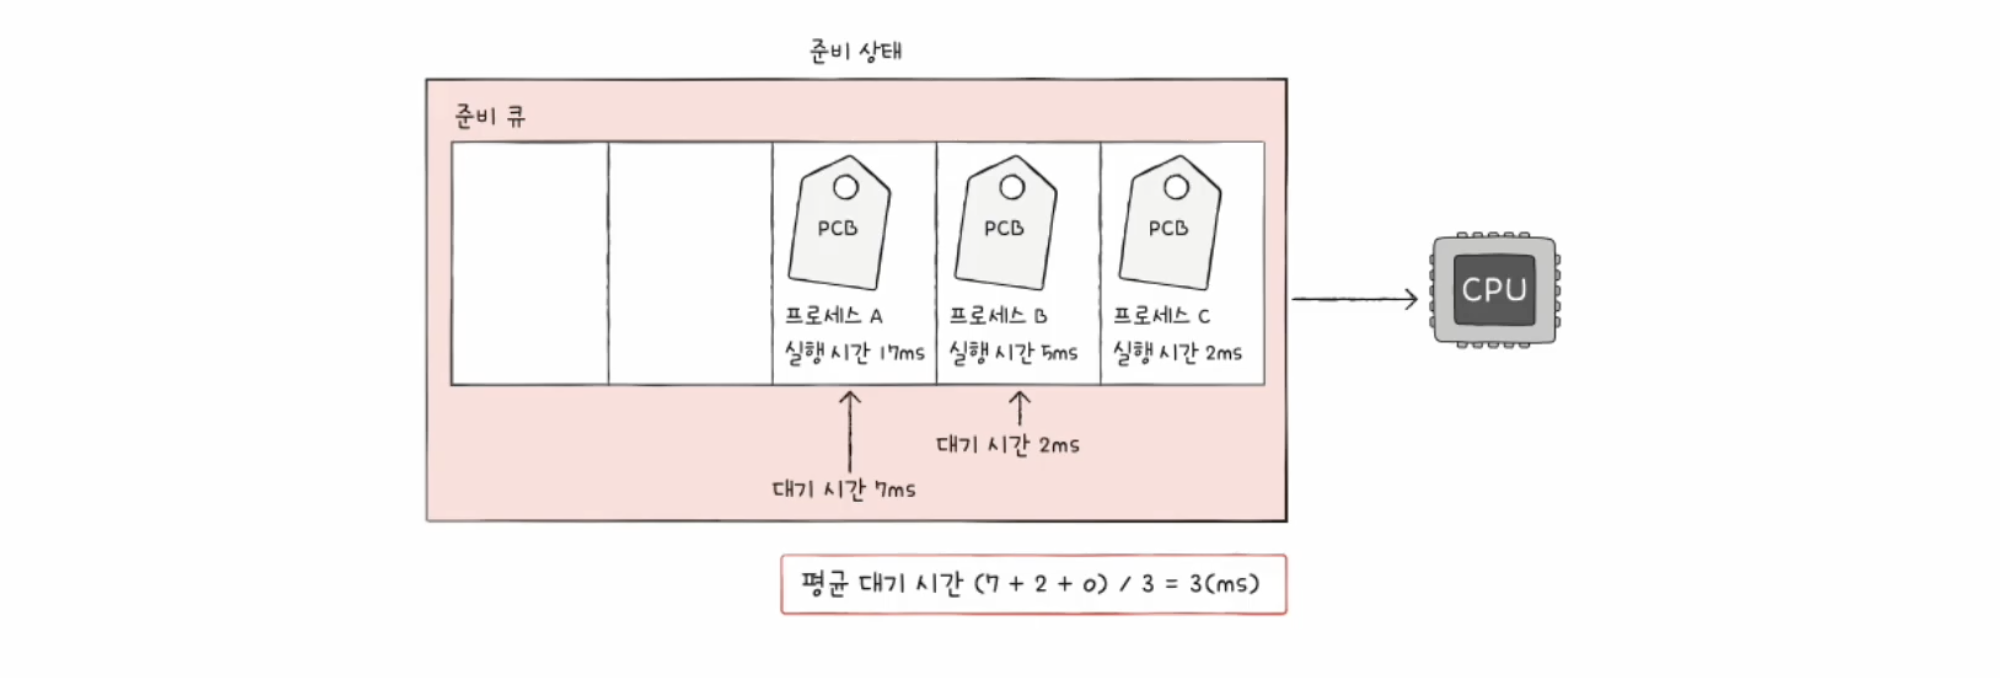 준비 상태
준비 큐
PCB
프로세스 A
실행 시간 17ms
PCB
프로세스 B
실행 시간 5ms
PCB
프로세스 C
실행 시간 2ms
CPU
대기 시간 2ms
대기 시간 7ms
평균 대기 시간 (7 + 2 + 0) / 3 = 3(ms)